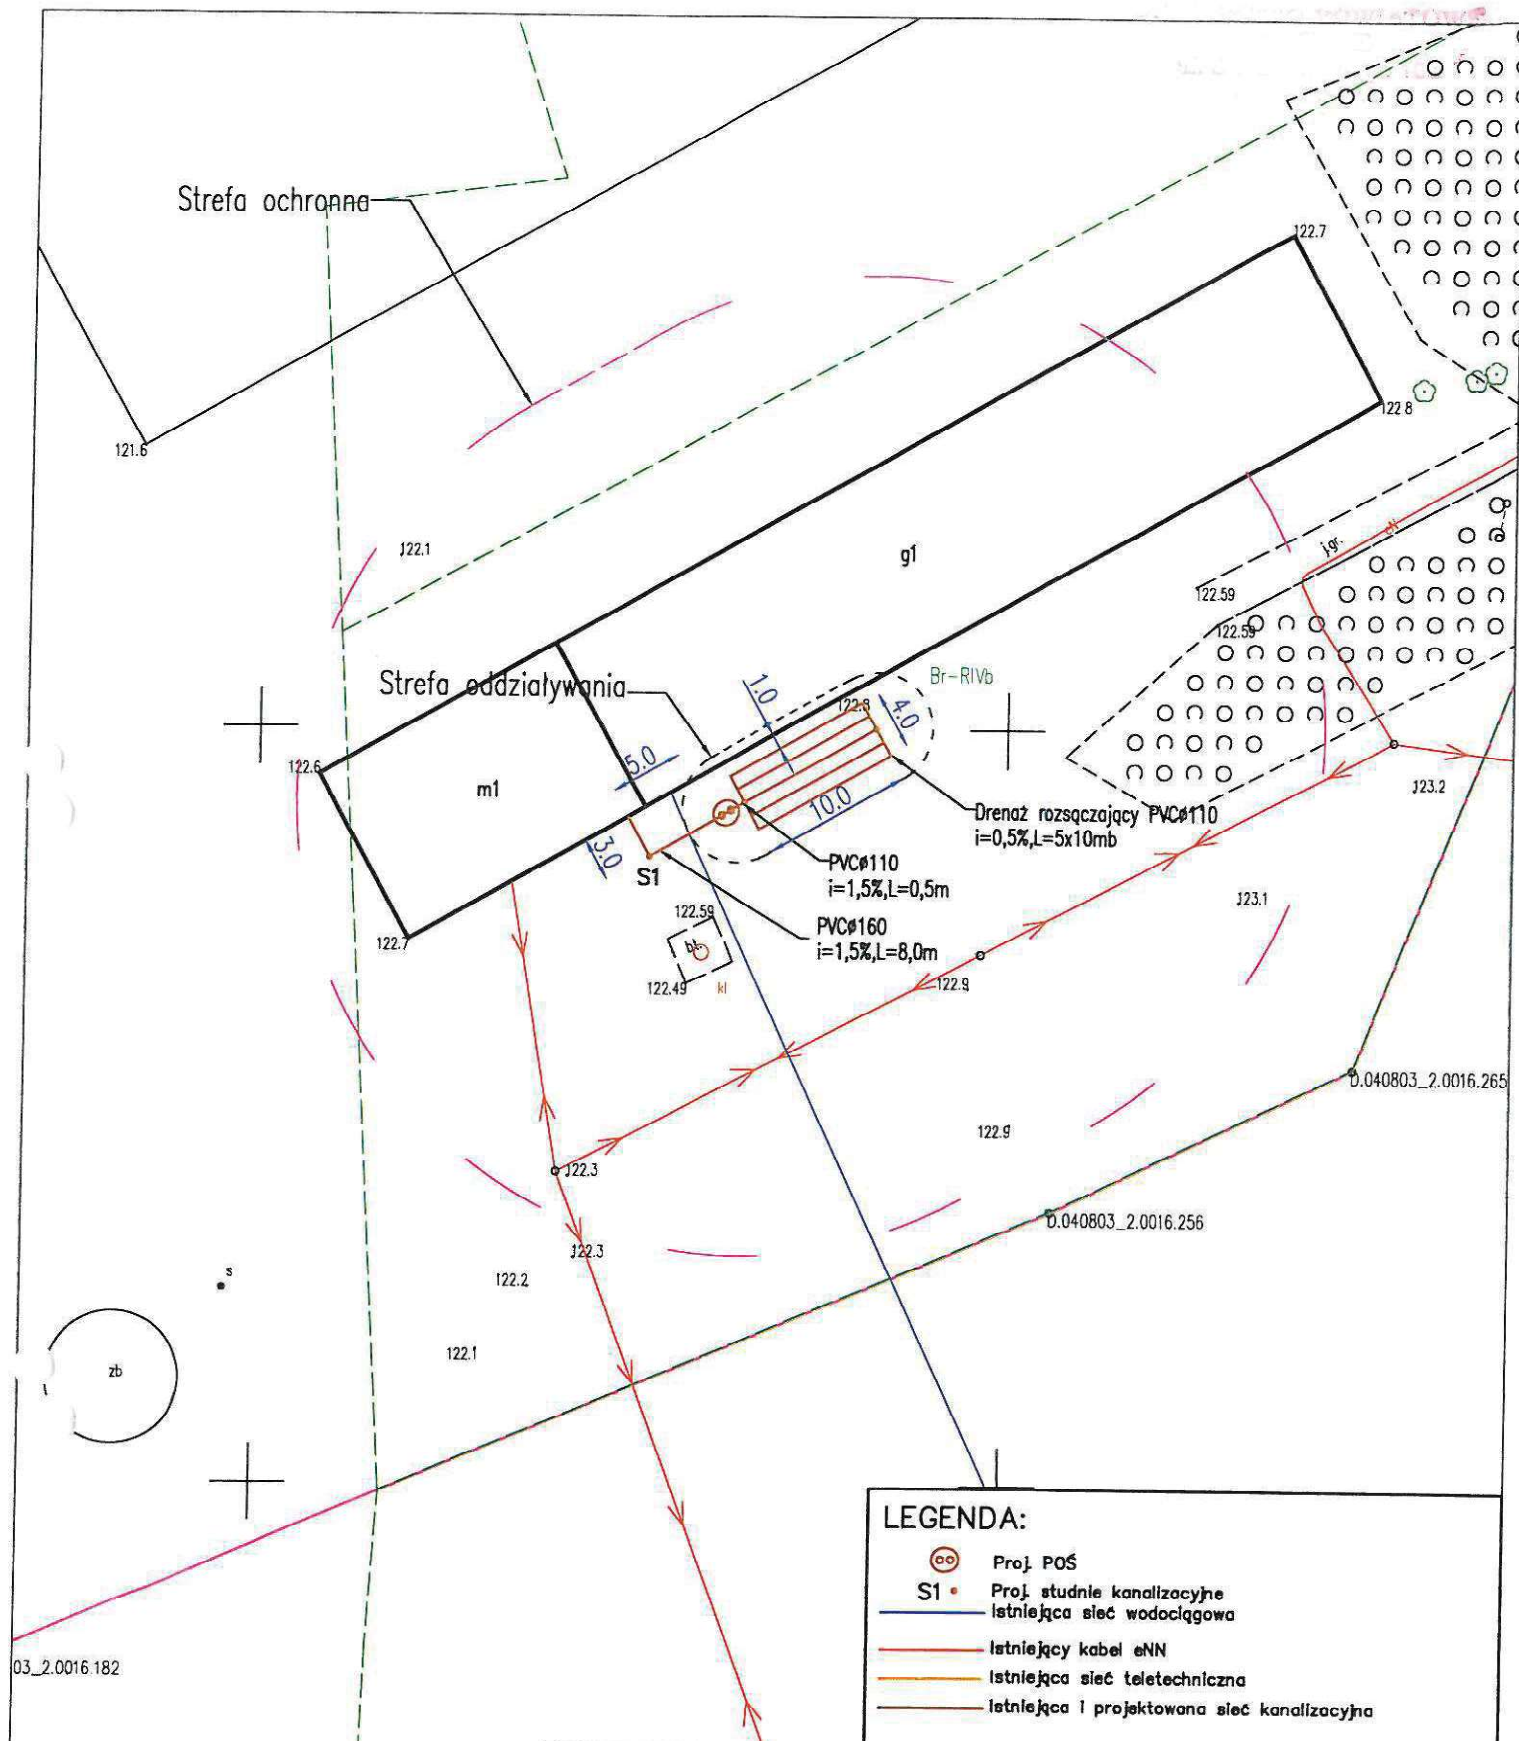 Strefa ochronna
122.7
122 8
121.6
122.1
g1
j.gr.
122.59
122.59
Strefa oddziaływania
Br-RIVb
1.0
122.8
4.0
5.0
122.6
m1
10.0
123.2
Drenaż rozsączający PVCø110
i=0,5%,L=5x10mb
3.0
S1
PVCø110
i=1,5%,L=0,5m
123.1
122.59
PVCø160
i=1,5%,L=8,0m
122.7
bt.
122.49
kl
122.9
D.040803_2.0016.265
122.9
122.3
D.040803_2.0016.256
122.3
s
122.2
122.1
zb
LEGENDA:
Proj. POŚ
S1 Proj. studnie kanalizacyjne
Istniejąca sieć wodociągowa
Istniejący kabel eNN
Istniejąca sieć teletechniczna
Istniejąca i projektowana sieć kanalizacyjna
03_2.0016.182